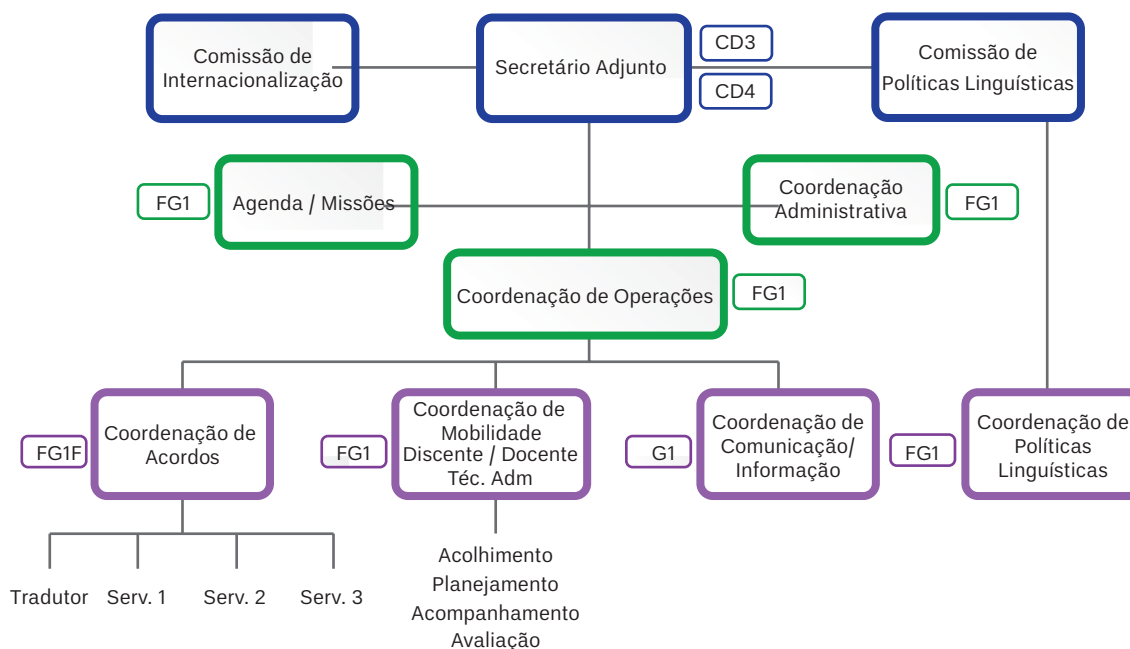 Comissão de
Internacionalização
Secretário Adjunto
CD3
CD4
Comissão de
Políticas Linguísticas
FG1
Agenda / Missões
Coordenação
Administrativa
FG1
Coordenação de Operações
FG1
FG1F
Coordenação de
Acordos
FG1
Coordenação de
Mobilidade
Discente / Docente
Téc. Adm
G1
Coordenação de
Comunicação/
Informação
FG1
Coordenação de
Políticas
Linguísticas
Tradutor
Serv. 1
Serv. 2
Serv. 3
Acolhimento
Planejamento
Acompanhamento
Avaliação